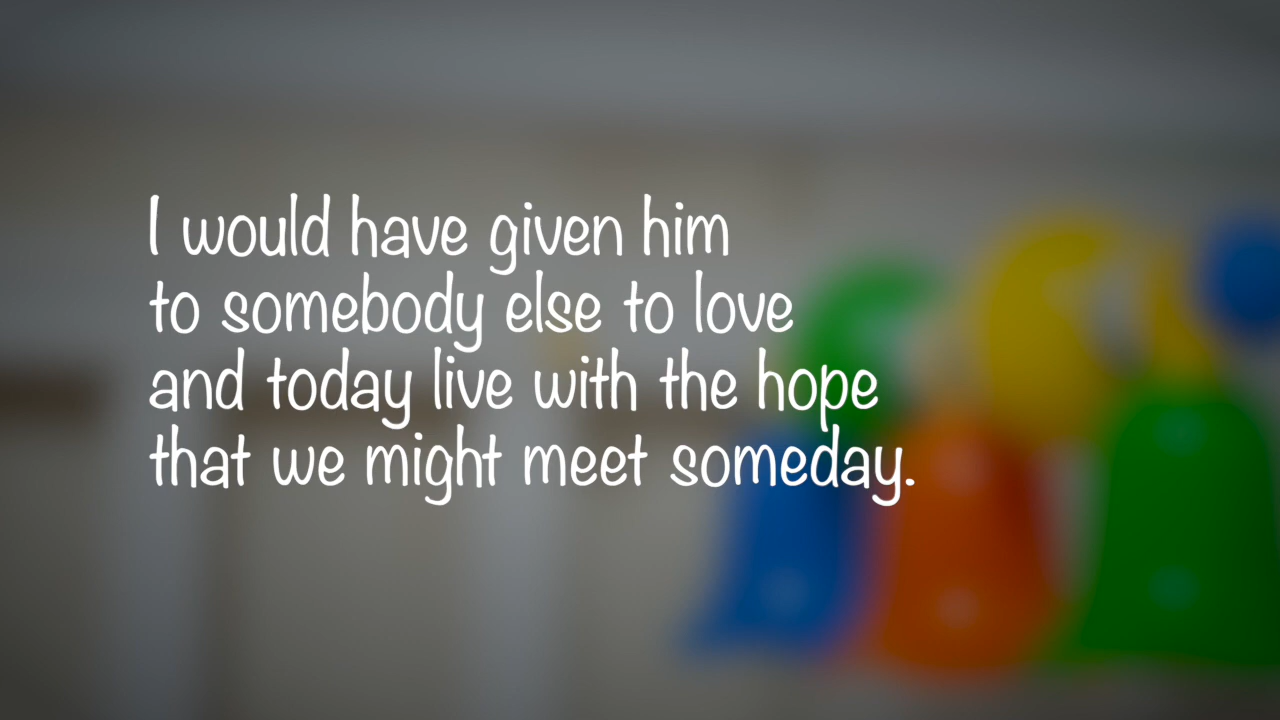 I would have given him
to somebody else to love
and today live with the hope
that we might meet someday.